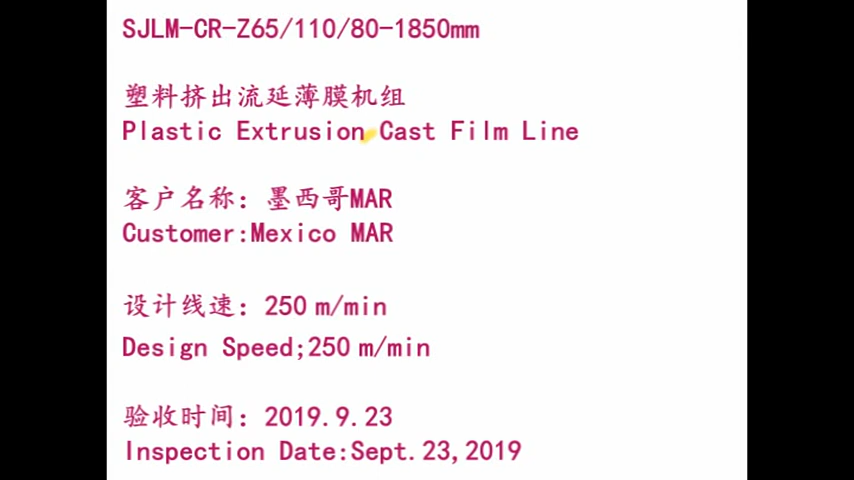 SJLM-CR-Z65/110/80-1850mm
塑料挤出流延薄膜机组
Plastic Extrusion Cast Film Line
客户名称：墨西哥MAR
Customer:Mexico MAR
设计线速：250 m/min
Design Speed;250 m/min
验收时间：2019.9.23
Inspection Date:Sept.23,2019